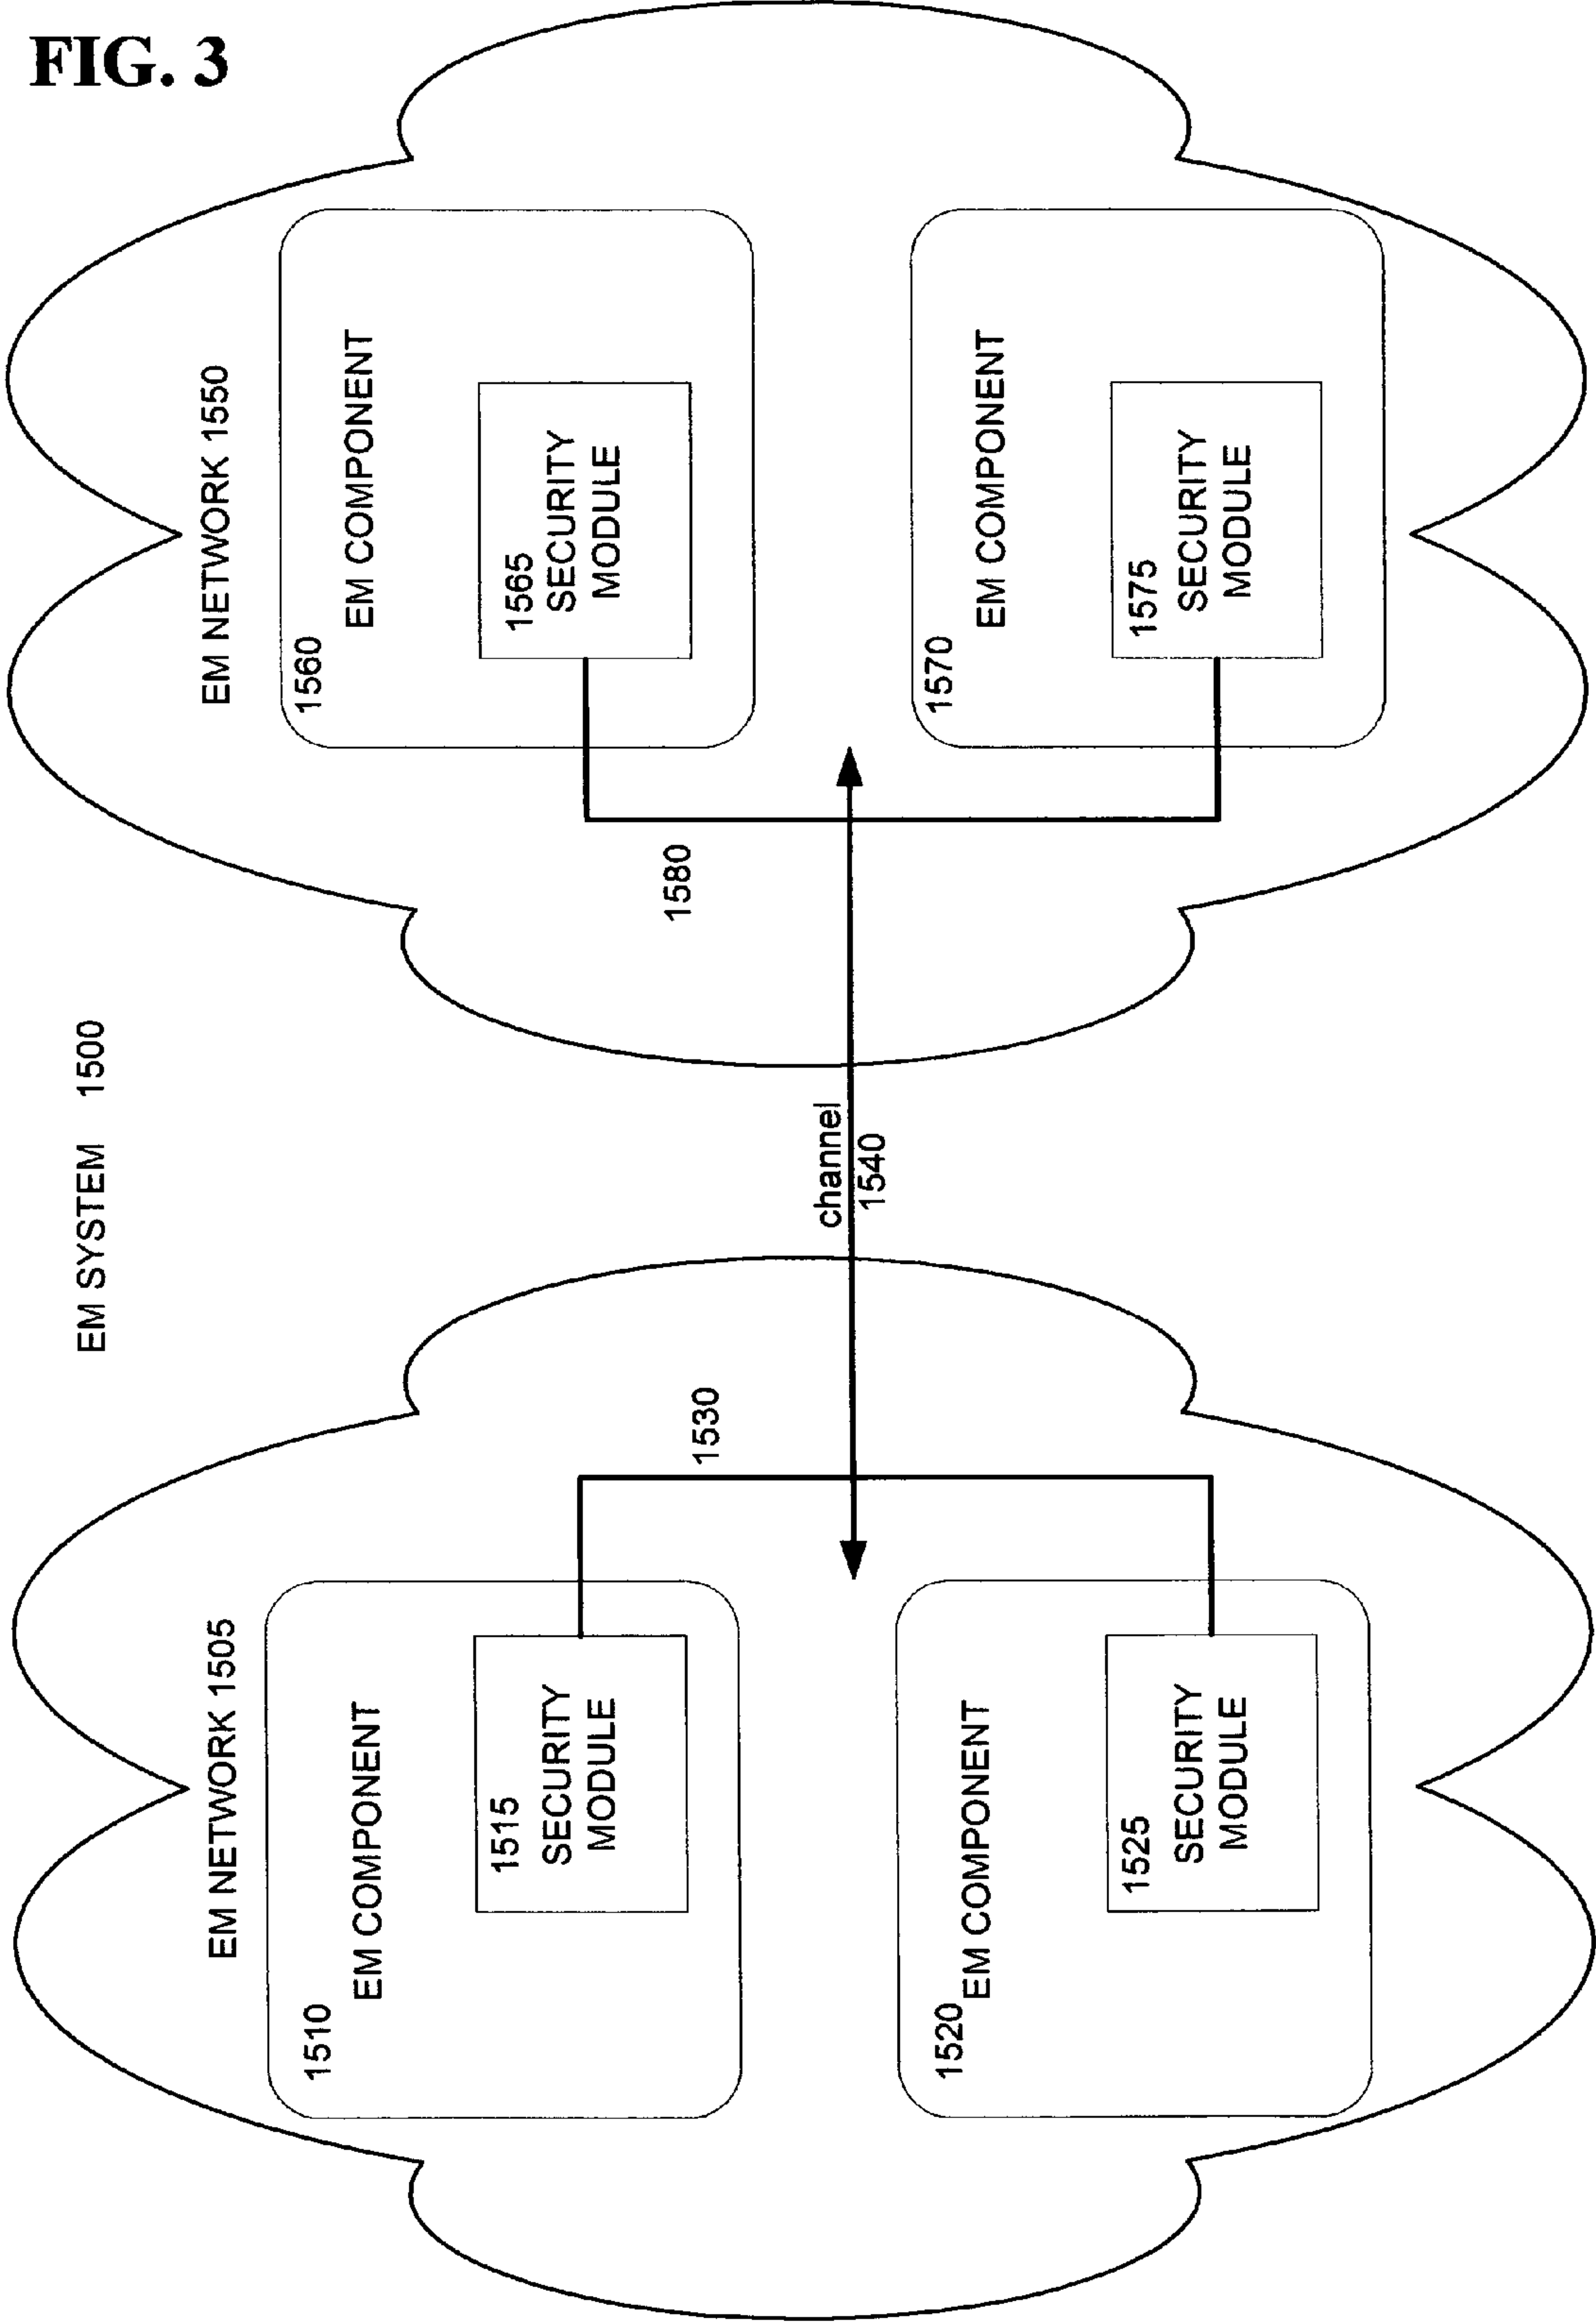 FIG. 3
EM SYSTEM 1500
EM NETWORK 1505
1510
EM COMPONENT
1515
SECURITY
MODULE
1520
EM COMPONENT
1525
SECURITY
MODULE
1530
channel
1540
EM NETWORK 1550
1560
EM COMPONENT
1565
SECURITY
MODULE
1570
EM COMPONENT
1575
SECURITY
MODULE
1580